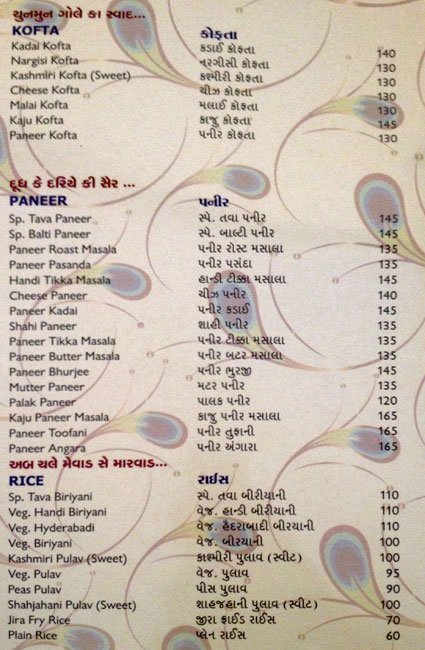 ચુનમુન ગોલે કા સ્વાદ...
KOFTA કોફતા
Kadai Kofta કડાઈ કોફતા 140
Nargisi Kofta નરગીસી કોફતા 130
Kashmiri Kofta (Sweet) કશ્મીરી કોફતા 130
Cheese Kofta ચીઝ કોફતા 130
Malai Kofta મલાઈ કોફતા 130
Kaju Kofta કાજુ કોફતા 145
Paneer Kofta પનીર કોફતા 130
દૂધ કે દરિયે કી સૈર ...
PANEER પનીર
Sp. Tava Paneer સ્પે. તવા પનીર 145
Sp. Balti Paneer સ્પે. બાલ્ટી પનીર 145
Paneer Roast Masala પનીર રોસ્ટ મસાલા 135
Paneer Pasanda પનીર પસંદા 135
Handi Tikka Masala હાન્ડી ટીક્કા મસાલા 145
Cheese Paneer ચીઝ પનીર 140
Paneer Kadai પનીર કડાઈ 145
Shahi Paneer શાહી પનીર 135
Paneer Tikka Masala પનીર ટીક્કા મસાલા 135
Paneer Butter Masala પનીર બટર મસાલા 135
Paneer Bhurjee પનીર ભુરજી 145
Mutter Paneer મટર પનીર 135
Palak Paneer પાલક પનીર 120
Kaju Paneer Masala કાજુ પનીર મસાલા 165
Paneer Toofani પનીર તુફાની 165
Paneer Angara પનીર અંગારા 165
અબ ચલે મેવાડ સે મારવાડ...
RICE રાઈસ
Sp. Tava Biriyani સ્પે. તવા બીરીયાની 110
Veg. Handi Biriyani વેજ. હાન્ડી બીરીયાની 110
Veg. Hyderabadi વેજ. હૈદરાબાદી બીરયાની 110
Veg. Biriyani વેજ. બીરયાની 100
Kashmiri Pulav (Sweet) કાશ્મીરી પુલાવ (સ્વીટ) 100
Veg. Pulav વેજ. પુલાવ 95
Peas Pulav પીસ પુલાવ 90
Shahjahani Pulav (Sweet) શાહજહાની પુલાવ (સ્વીટ) 100
Jira Fry Rice જીરા ફ્રાઈડ રાઈસ 70
Plain Rice પ્લેન રાઈસ 60